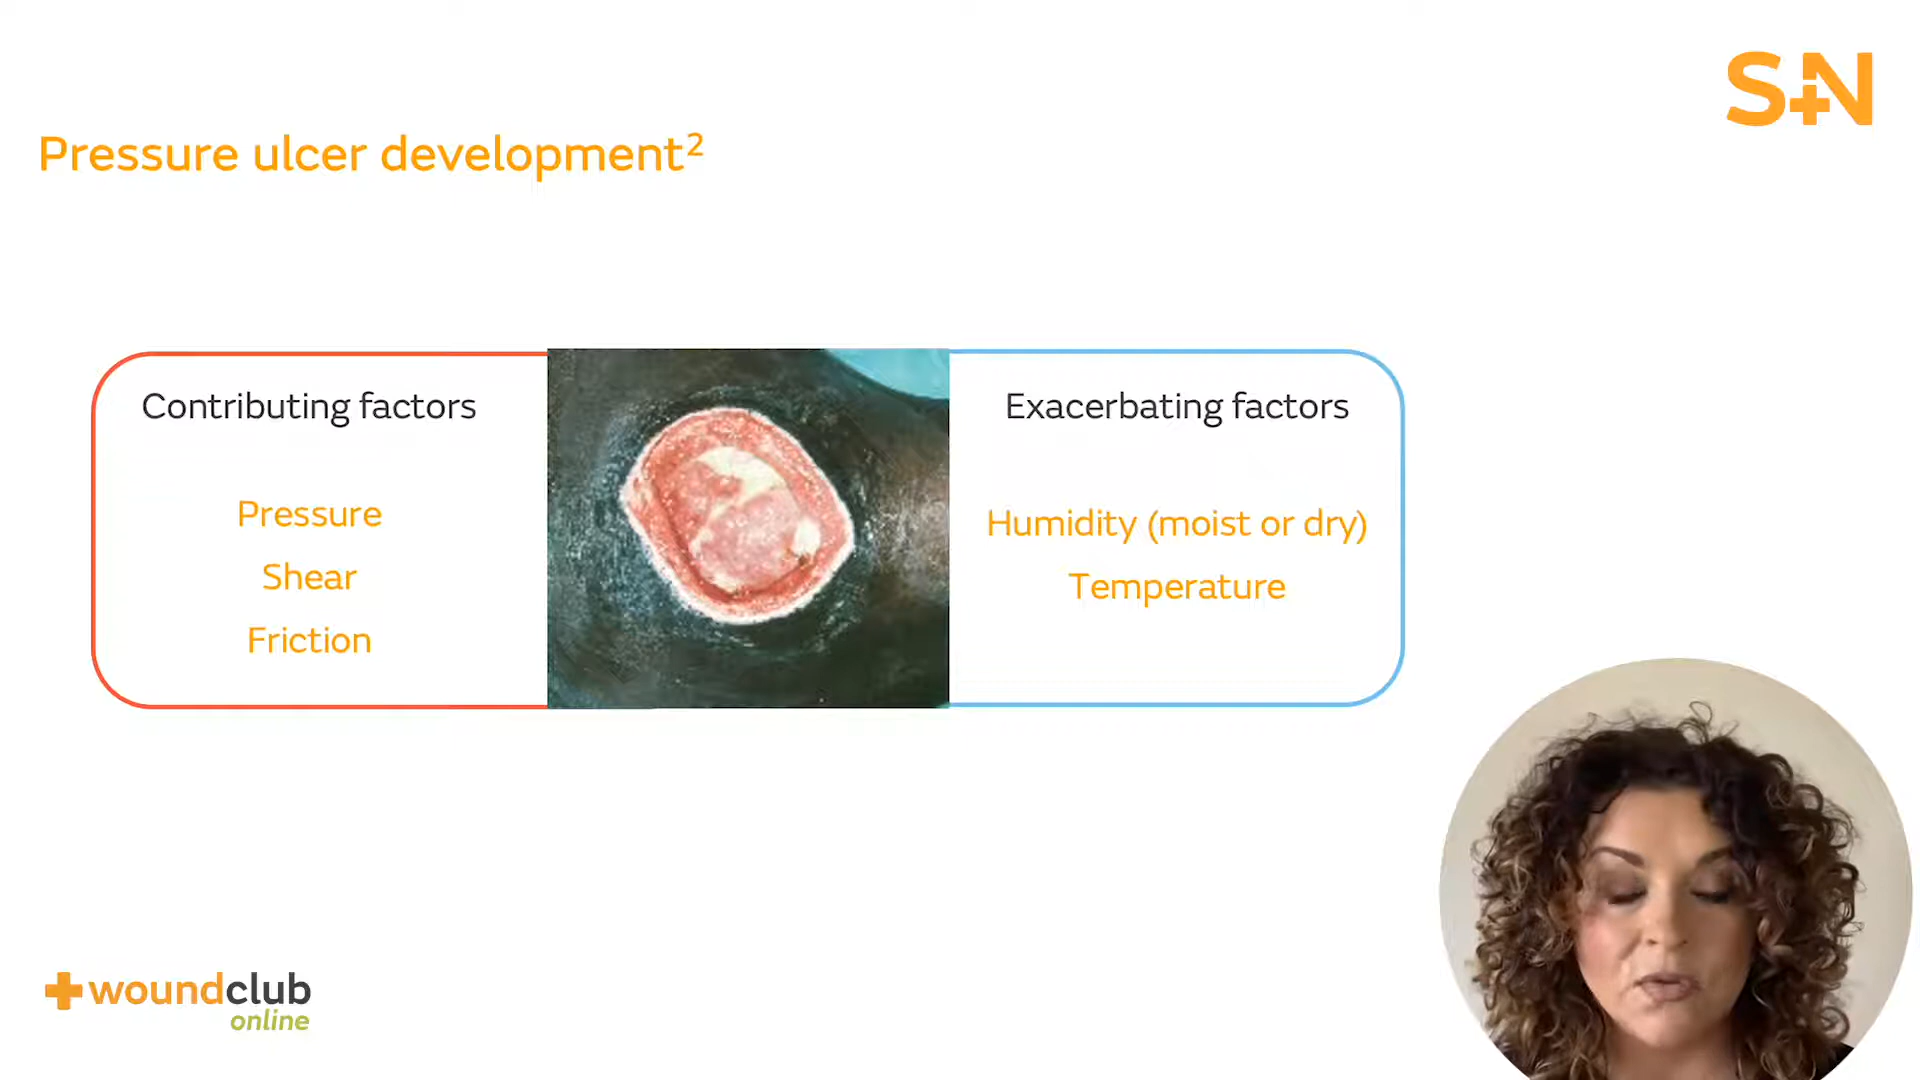 S+N
Pressure ulcer development²
Contributing factors
Pressure
Shear
Friction
Exacerbating factors
Humidity (moist or dry)
Temperature
woundclub
online